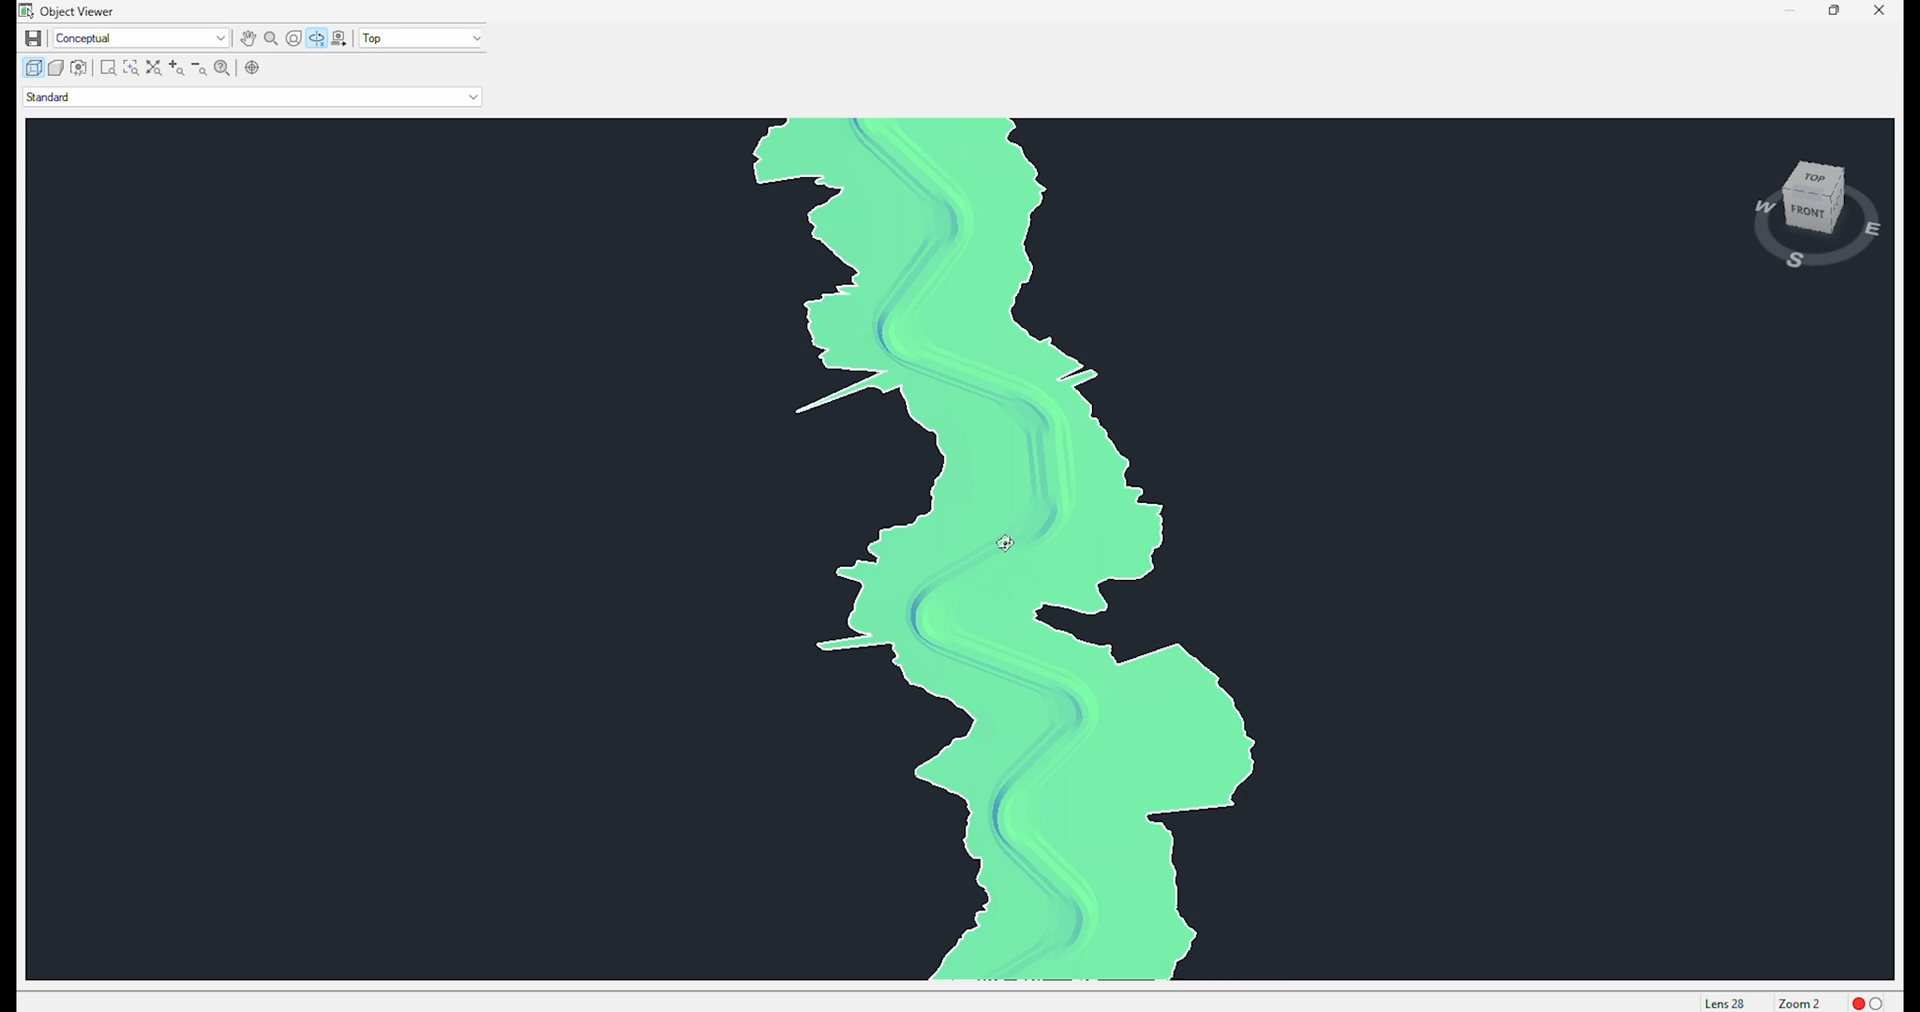 Object Viewer
Conceptual
Top
Standard
TOP
FRONT
W
E
S
Lens 28
Zoom 2